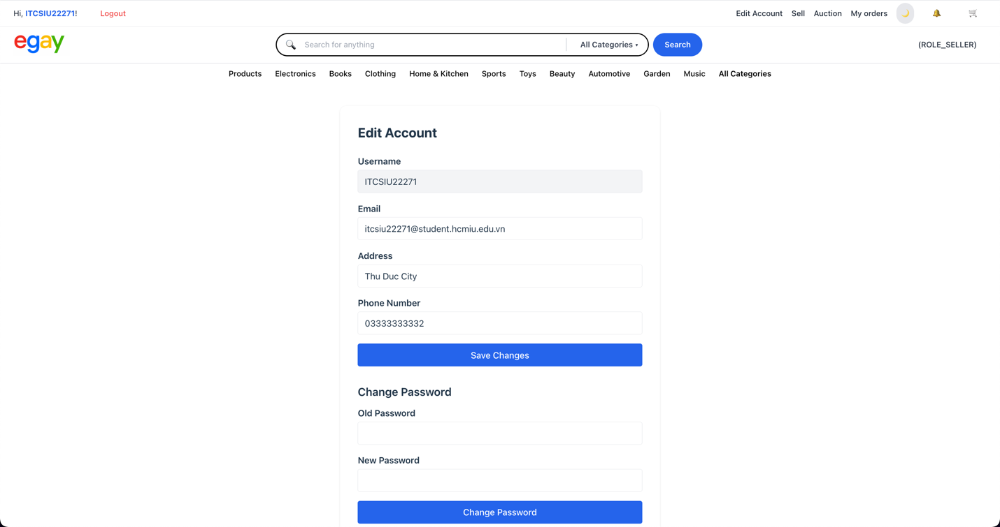 Hi, ITCSIU22271! Logout Edit Account Sell Auction My orders
egay Search for anything All Categories ▾ Search (ROLE_SELLER)
Products Electronics Books Clothing Home & Kitchen Sports Toys Beauty Automotive Garden Music All Categories
Edit Account
Username
ITCSIU22271
Email
itcsiu22271@student.hcmiu.edu.vn
Address
Thu Duc City
Phone Number
03333333332
Save Changes
Change Password
Old Password
New Password
Change Password